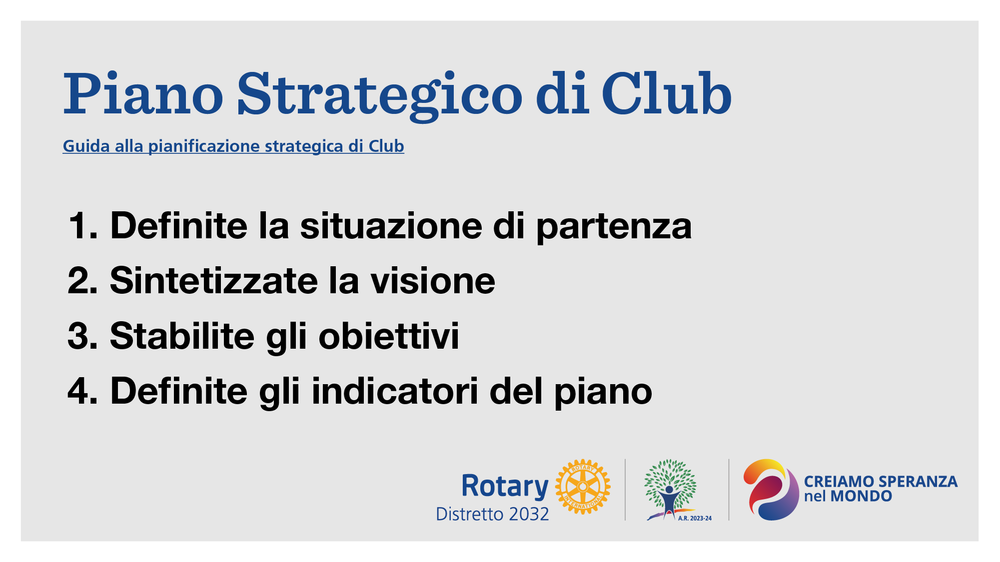 Piano Strategico di Club
Guida alla pianificazione strategica di Club
1. Definite la situazione di partenza
2. Sintetizzate la visione
3. Stabilite gli obiettivi
4. Definite gli indicatori del piano
Rotary
Distretto 2032
ROTARY
INTERNATIONAL
A.R. 2023-24
CREIAMO SPERANZA
nel MONDO